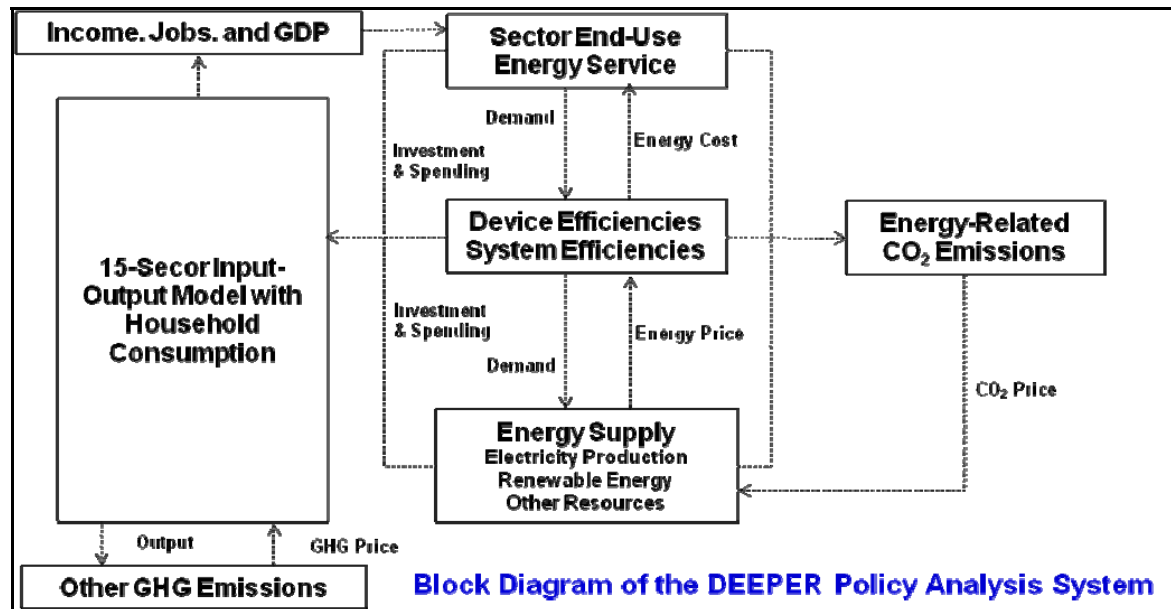 Income. Jobs. and GDP
Sector End-Use
Energy Service
Demand
Energy Cost
Investment
& Spending
Device Efficiencies
System Efficiencies
Energy-Related
CO₂ Emissions
15-Secor Input-
Output Model with
Household
Consumption
Investment
& Spending
Energy Price
Demand
CO₂ Price
Energy Supply
Electricity Production
Renewable Energy
Other Resources
Output
GHG Price
Other GHG Emissions
Block Diagram of the DEEPER Policy Analysis System